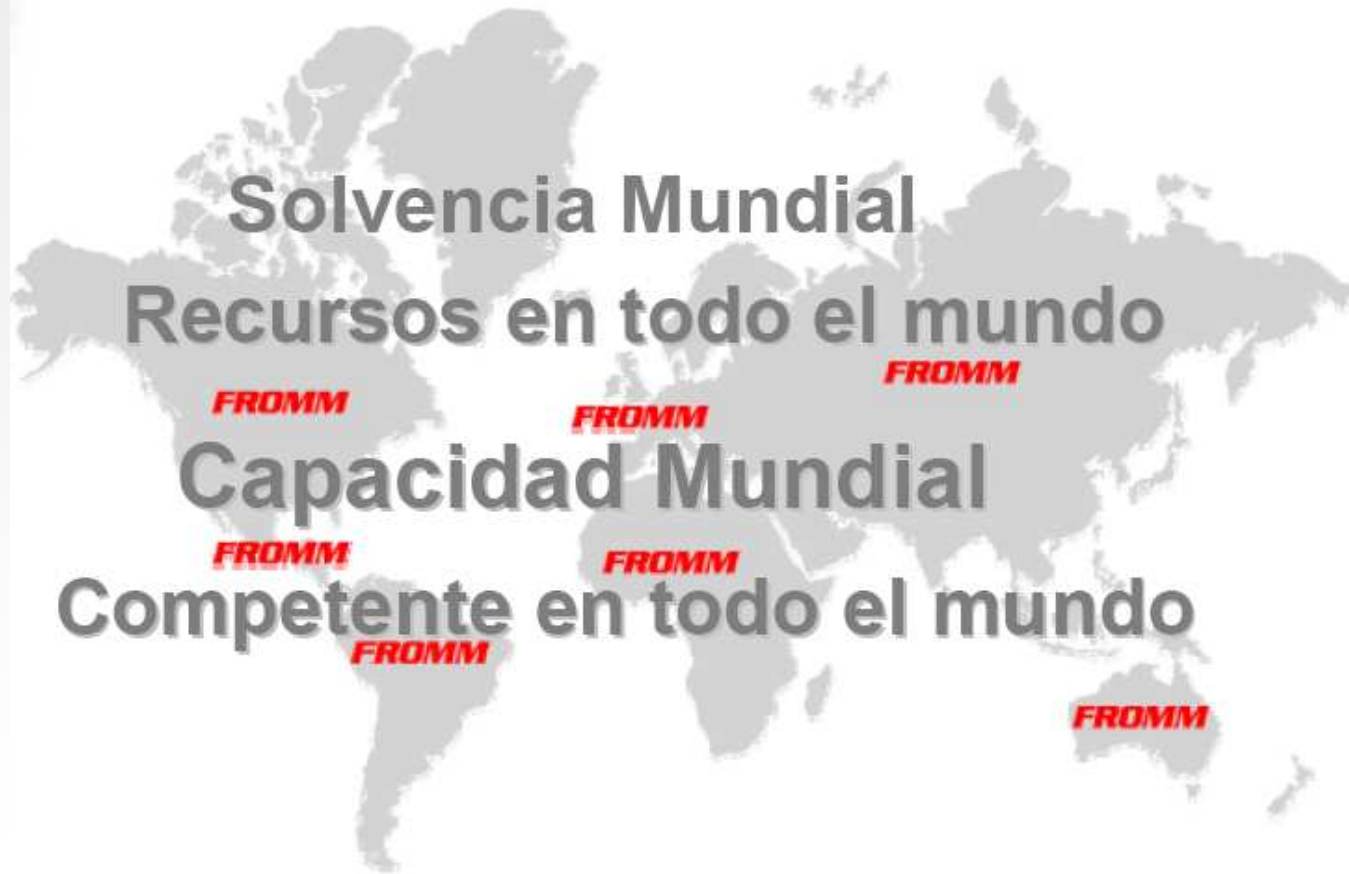 Solvencia Mundial
Recursos en todo el mundo
FROMM
FROMM
FROMM
Capacidad Mundial
FROMM
FROMM
Competente en todo el mundo
FROMM
FROMM